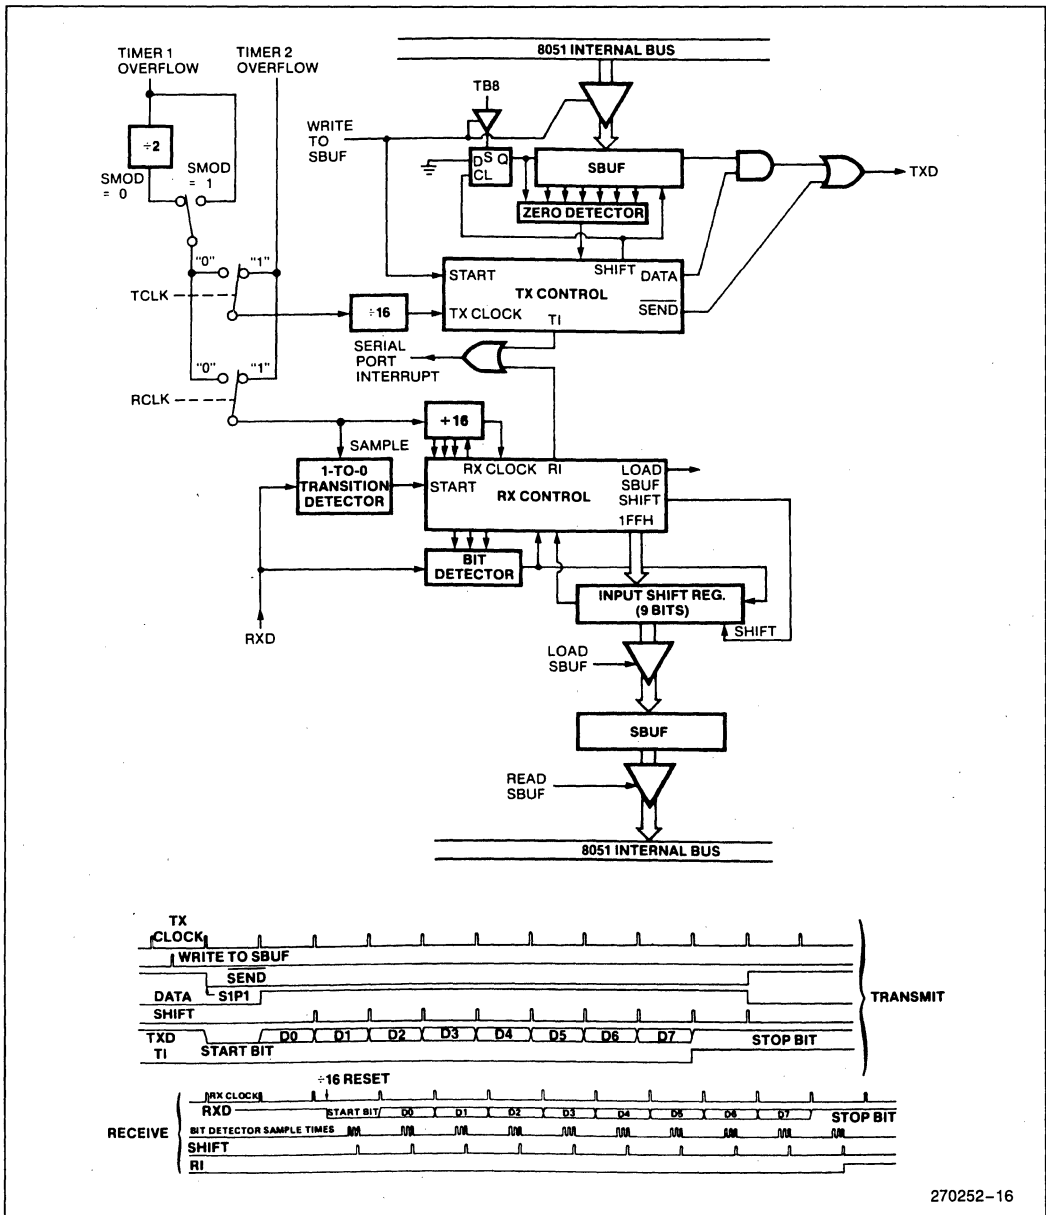 TIMER 1
OVERFLOW
TIMER 2
OVERFLOW
8051 INTERNAL BUS
TB8
WRITE
TO
SBUF
÷2
SMOD
= 0
SMOD
= 1
D S Q
CL
SBUF
TXD
ZERO DETECTOR
"0" "1"
TCLK
START
SHIFT
DATA
TX CONTROL
÷16
TX CLOCK
TI
SEND
SERIAL
PORT
INTERRUPT
"0" "1"
RCLK
÷16
SAMPLE
1-TO-0
TRANSITION
DETECTOR
RX CLOCK RI
START
RX CONTROL
LOAD
SBUF
SHIFT
1FFH
BIT
DETECTOR
INPUT SHIFT REG.
(9 BITS)
SHIFT
RXD
LOAD
SBUF
SBUF
READ
SBUF
8051 INTERNAL BUS
TX
CLOCK
WRITE TO SBUF
SEND
DATA S1P1
SHIFT
TXD START BIT D0 D1 D2 D3 D4 D5 D6 D7 STOP BIT
TI
TRANSMIT
÷16 RESET
RX CLOCK
RXD START BIT D0 D1 D2 D3 D4 D5 D6 D7 STOP BIT
RECEIVE
BIT DETECTOR SAMPLE TIMES
SHIFT
RI
270252–16